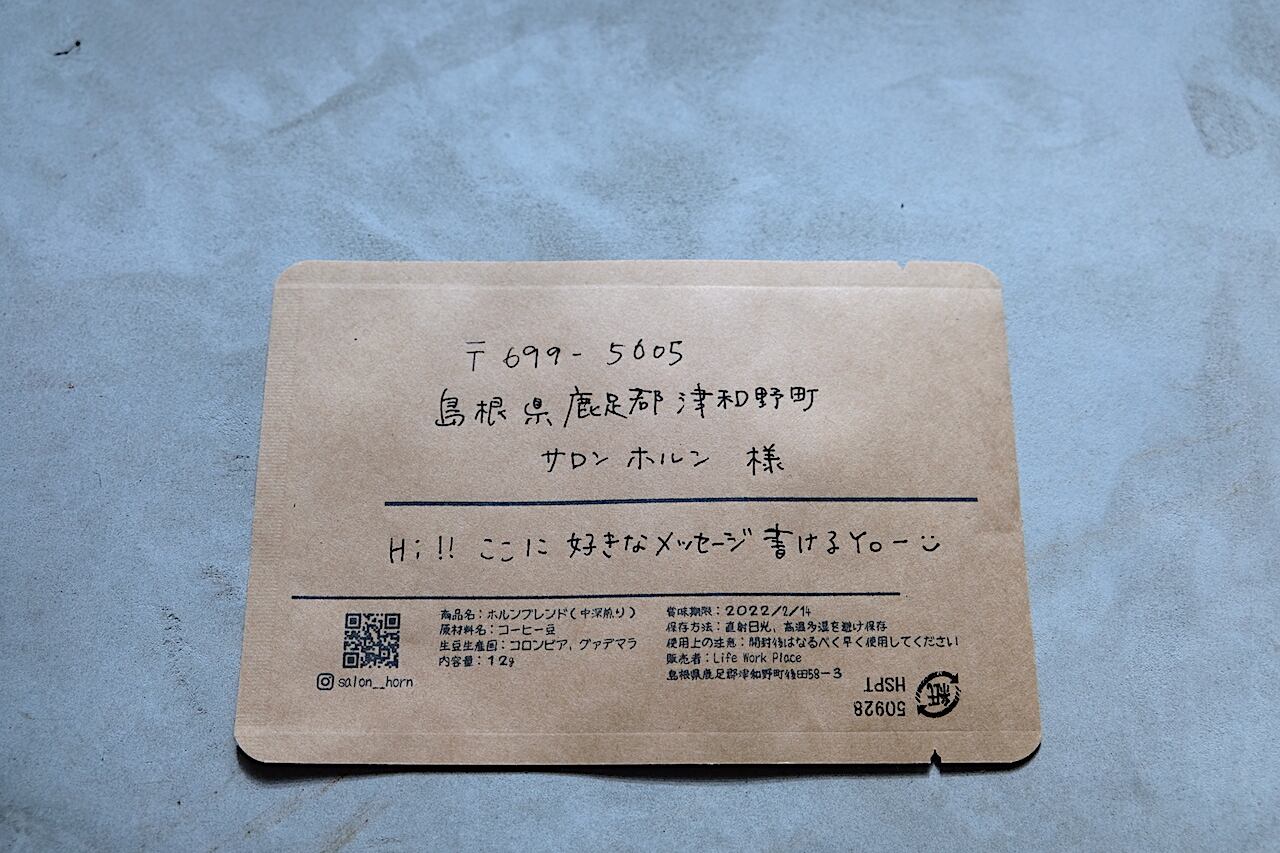 〒699-5605
島根県鹿足郡津和野町
サロン ホルン 様
Hi!! ここに 好きなメッセージ 書けるYoー
商品名：ホルンブレンド(中深煎り)
原材料名：コーヒー豆
生豆生産国：コロンビア、グァテマラ
内容量：12g
salon__horn
賞味期限：2022/2/14
保存方法：直射日光、高温多湿を避け保存
使用上の注意：開封後はなるべく早く使用してください
販売者：Life Work Place
島根県鹿足郡津和野町後田58-3
紙
HSPT
50928